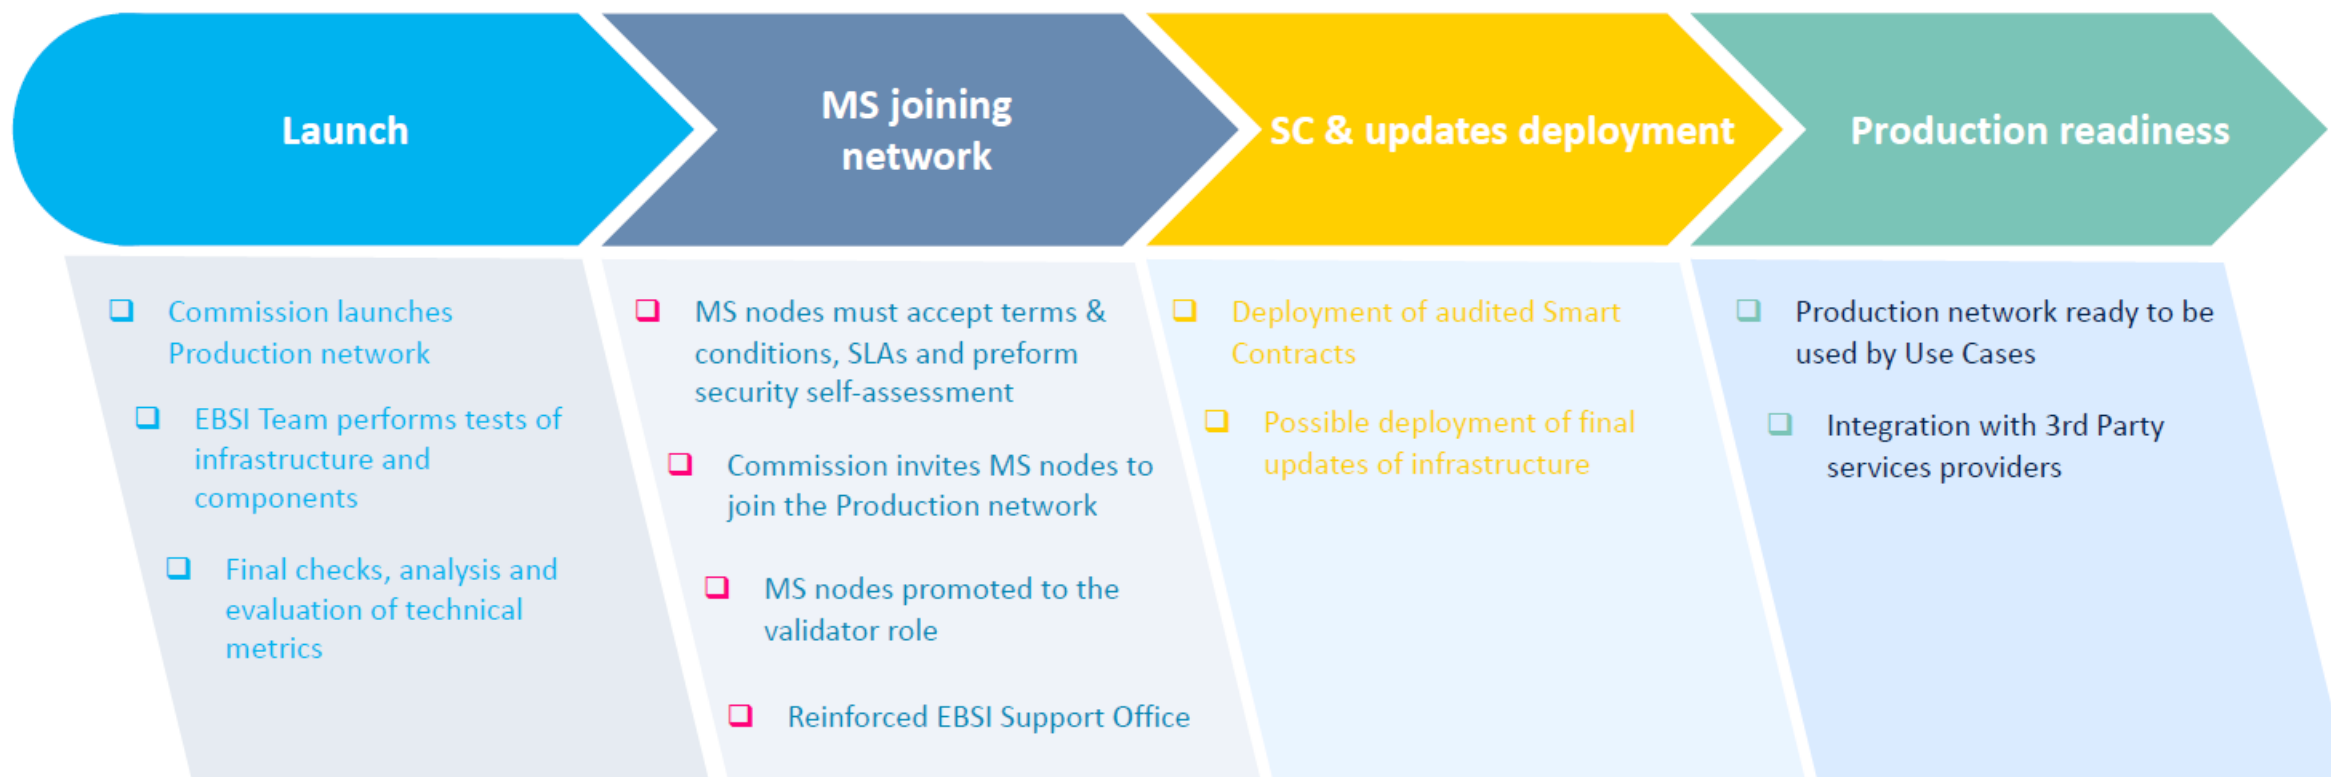 Launch
MS joining
network
SC & updates deployment
Production readiness
Commission launches
Production network
EBSI Team performs tests of
infrastructure and
components
Final checks, analysis and
evaluation of technical
metrics
MS nodes must accept terms &
conditions, SLAs and preform
security self-assessment
Commission invites MS nodes to
join the Production network
MS nodes promoted to the
validator role
Reinforced EBSI Support Office
Deployment of audited Smart
Contracts
Possible deployment of final
updates of infrastructure
Production network ready to be
used by Use Cases
Integration with 3rd Party
services providers